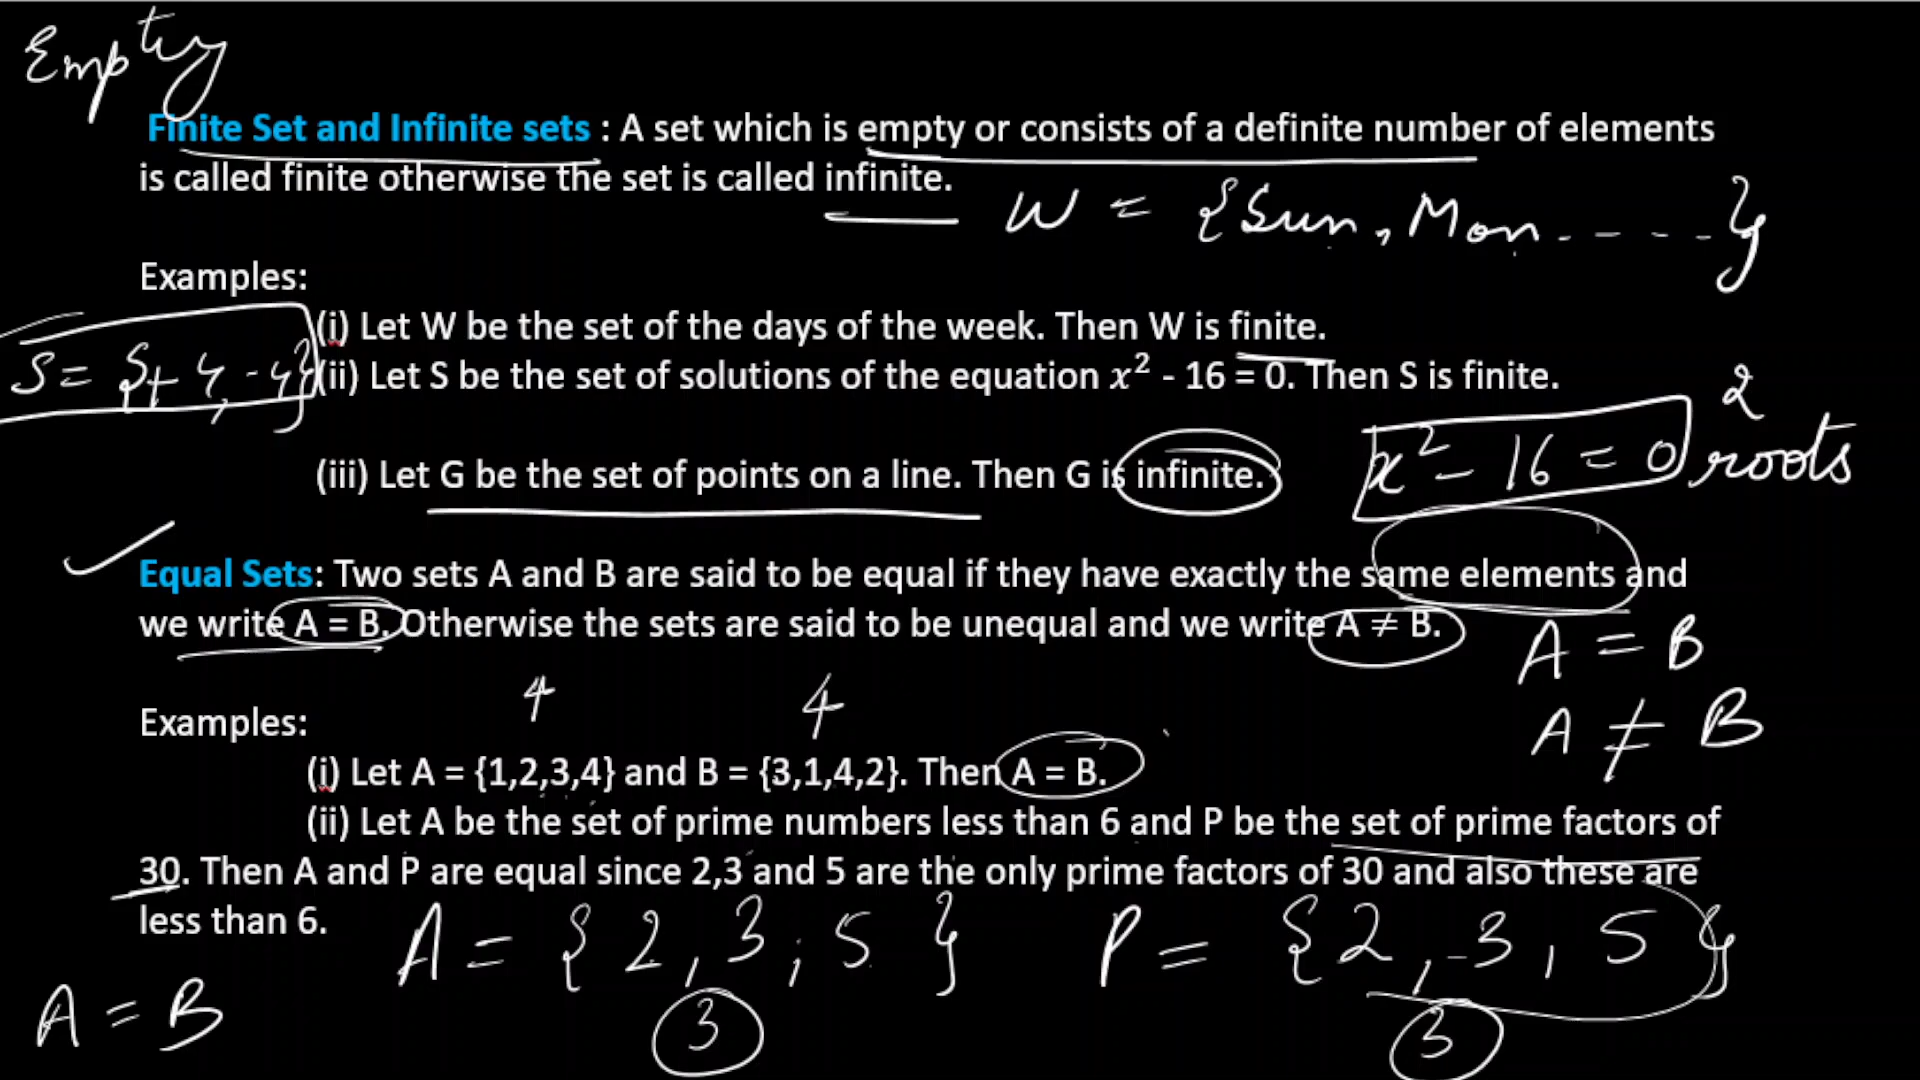 Empty
Finite Set and Infinite sets : A set which is empty or consists of a definite number of elements
is called finite otherwise the set is called infinite.
W = {Sun, Mon.----}
Examples:
(i) Let W be the set of the days of the week. Then W is finite.
S = {+4, -4}
(ii) Let S be the set of solutions of the equation x² - 16 = 0. Then S is finite.
2
roots
x² - 16 = 0
(iii) Let G be the set of points on a line. Then G is infinite.
Equal Sets: Two sets A and B are said to be equal if they have exactly the same elements and
we write A = B. Otherwise the sets are said to be unequal and we write A ≠ B.
A = B
4 4
A ≠ B
Examples:
(i) Let A = {1,2,3,4} and B = {3,1,4,2}. Then A = B.
(ii) Let A be the set of prime numbers less than 6 and P be the set of prime factors of
30. Then A and P are equal since 2,3 and 5 are the only prime factors of 30 and also these are
less than 6.
A = {2, 3, 5} P = {2, 3, 5}
A = B
3 3